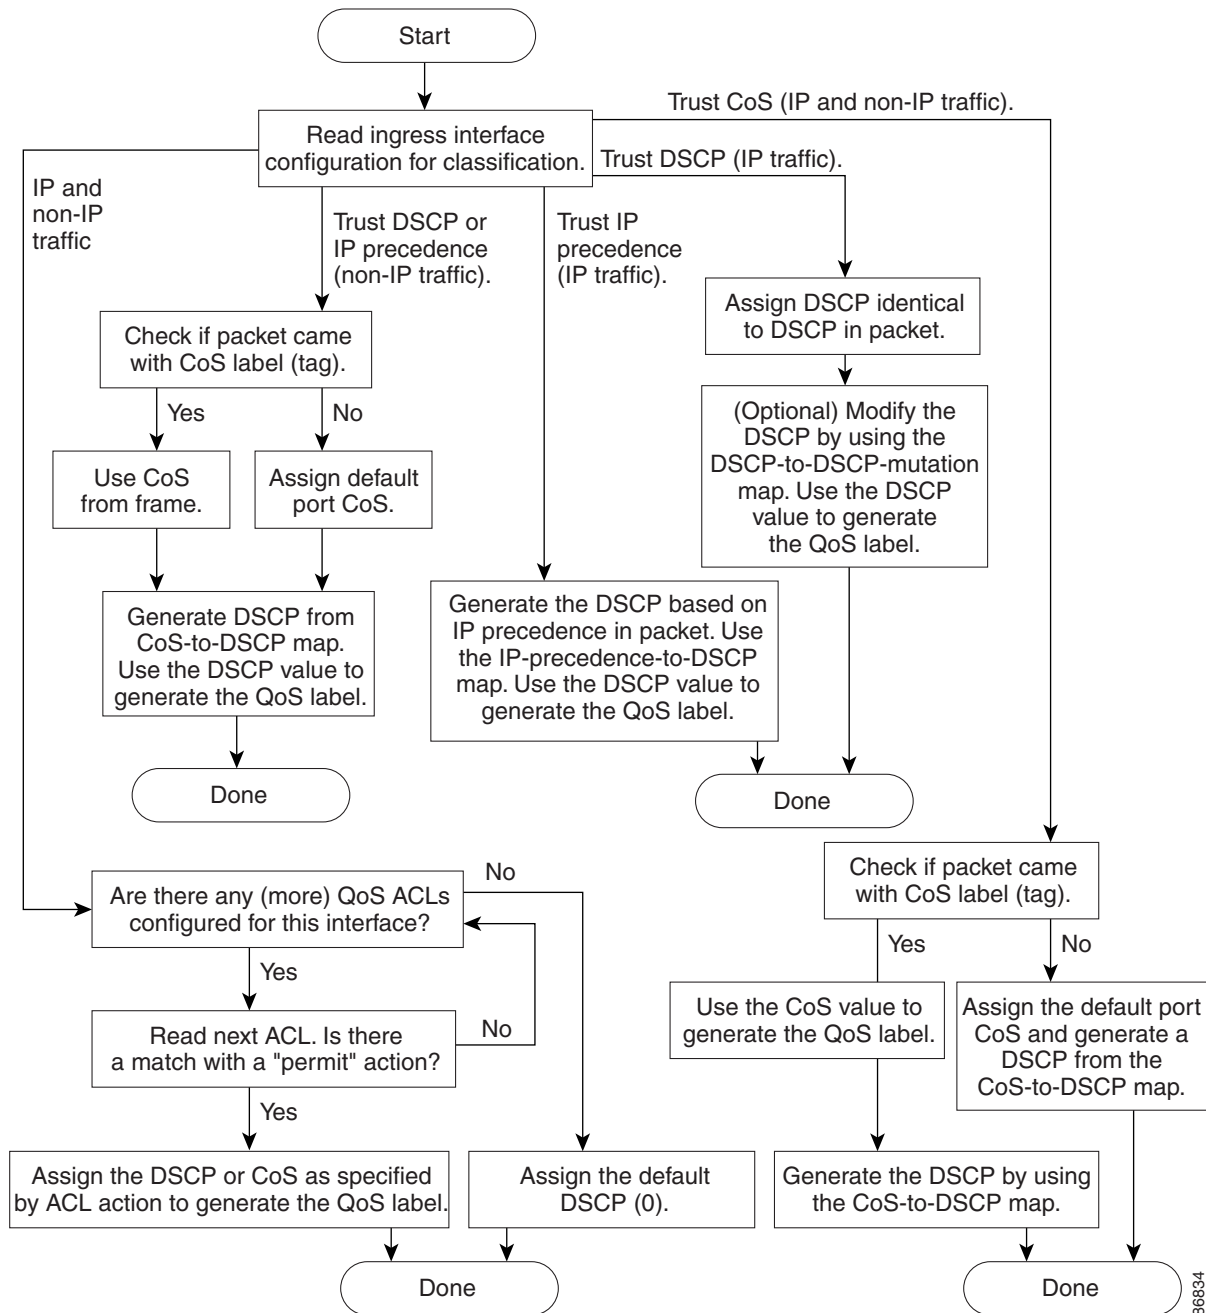 Start
Trust CoS (IP and non-IP traffic).
Read ingress interface
configuration for classification.
Trust DSCP (IP traffic).
IP and
non-IP
traffic
Trust DSCP or
IP precedence
(non-IP traffic).
Trust IP
precedence
(IP traffic).
Assign DSCP identical
to DSCP in packet.
Check if packet came
with CoS label (tag).
Yes
No
(Optional) Modify the
DSCP by using the
DSCP-to-DSCP-mutation
map. Use the DSCP
value to generate
the QoS label.
Use CoS
from frame.
Assign default
port CoS.
Generate DSCP from
CoS-to-DSCP map.
Use the DSCP value to
generate the QoS label.
Generate the DSCP based on
IP precedence in packet. Use
the IP-precedence-to-DSCP
map. Use the DSCP value to
generate the QoS label.
Done
Done
Are there any (more) QoS ACLs
configured for this interface?
No
Check if packet came
with CoS label (tag).
Yes
Yes
No
Read next ACL. Is there
a match with a "permit" action?
No
Use the CoS value to
generate the QoS label.
Assign the default port
CoS and generate a
DSCP from the
CoS-to-DSCP map.
Yes
Assign the DSCP or CoS as specified
by ACL action to generate the QoS label.
Assign the default
DSCP (0).
Generate the DSCP by using
the CoS-to-DSCP map.
Done
Done
86834